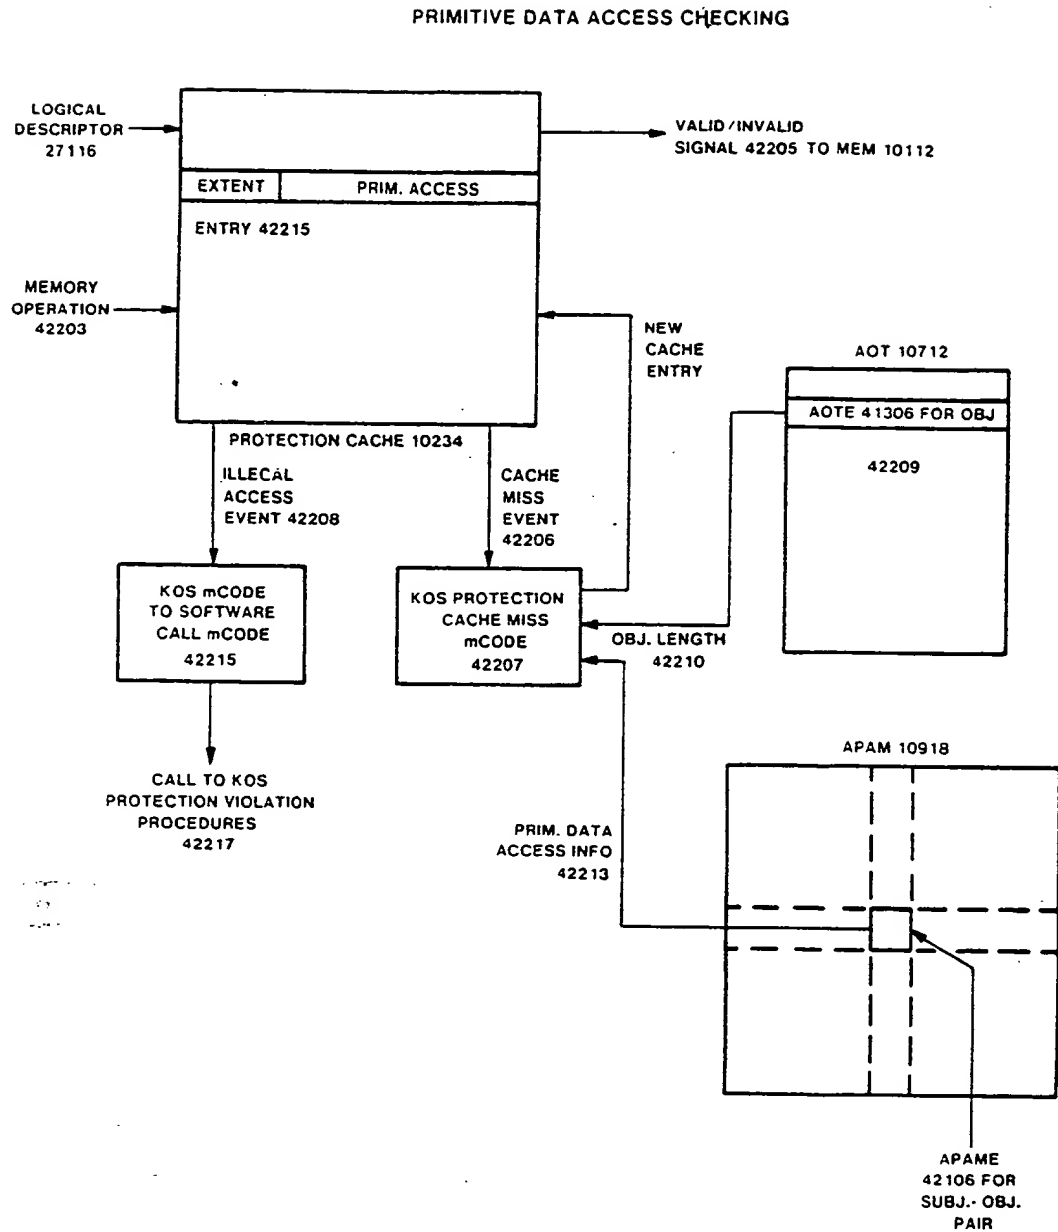 PRIMITIVE DATA ACCESS CHECKING
LOGICAL
DESCRIPTOR
27116
VALID/INVALID
SIGNAL 42205 TO MEM 10112
EXTENT
PRIM. ACCESS
ENTRY 42215
MEMORY
OPERATION
42203
NEW
CACHE
ENTRY
AOT 10712
AOTE 41306 FOR OBJ
42209
PROTECTION CACHE 10234
ILLECAL
ACCESS
EVENT 42208
CACHE
MISS
EVENT
42206
KOS mCODE
TO SOFTWARE
CALL mCODE
42215
KOS PROTECTION
CACHE MISS
mCODE
42207
OBJ. LENGTH
42210
CALL TO KOS
PROTECTION VIOLATION
PROCEDURES
42217
APAM 10918
PRIM. DATA
ACCESS INFO
42213
APAME
42106 FOR
SUBJ.- OBJ.
PAIR